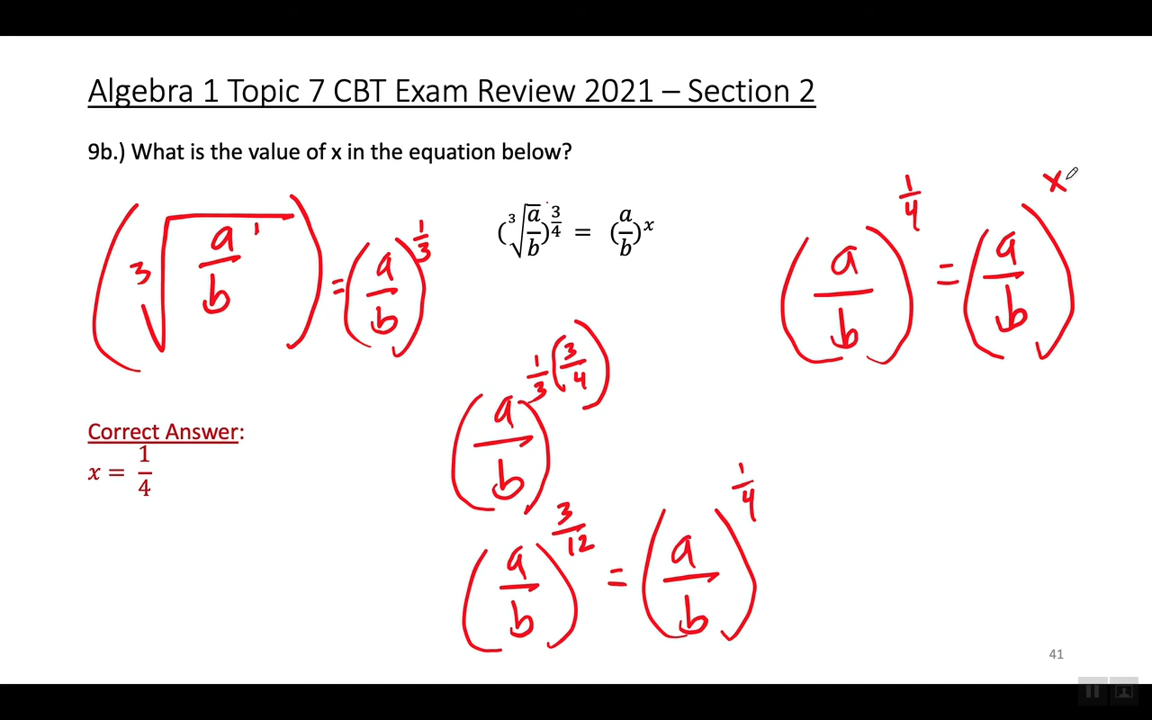 Algebra 1 Topic 7 CBT Exam Review 2021 – Section 2
9b.) What is the value of x in the equation below?
(∛(a/b))^(3/4) = (a/b)^x
(∛(a/b)^1) = (a/b)^(1/3)
(a/b)^(1/4) = (a/b)^x
(a/b)^(1/3 (3/4))
Correct Answer:
x = 1/4
(a/b)^(3/12) = (a/b)^(1/4)
41